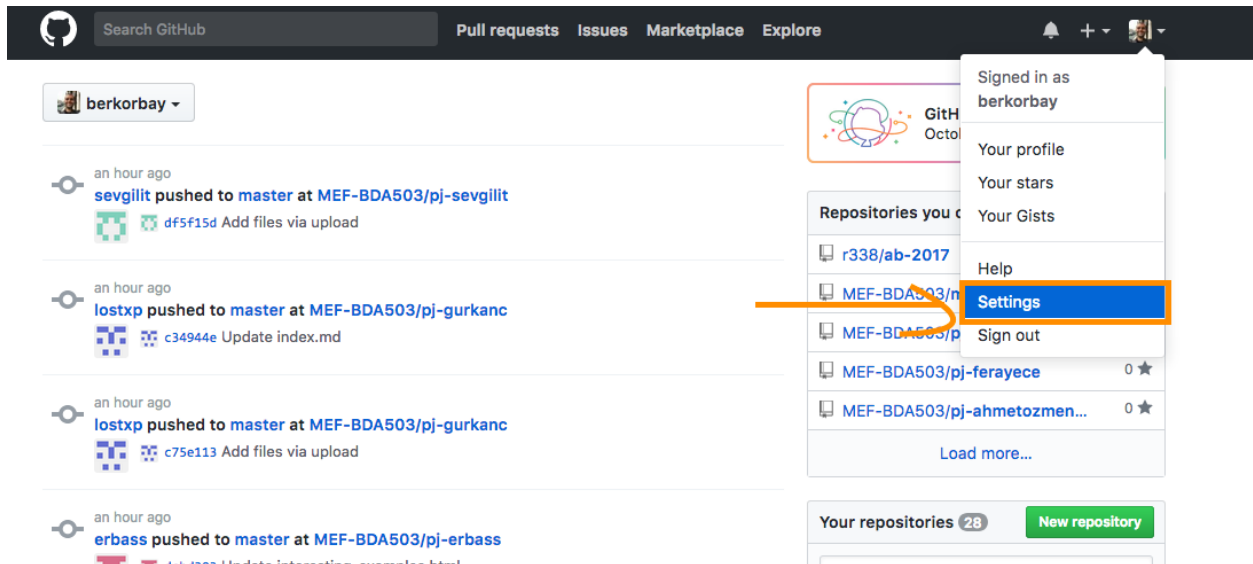 Search GitHub
Pull requests Issues Marketplace Explore
Signed in as
berkorbay
Your profile
Your stars
Your Gists
Help
Settings
Sign out
berkorbay
an hour ago
sevgilit pushed to master at MEF-BDA503/pj-sevgilit
df5f15d Add files via upload
an hour ago
lostxp pushed to master at MEF-BDA503/pj-gurkanc
c34944e Update index.md
an hour ago
lostxp pushed to master at MEF-BDA503/pj-gurkanc
c75e113 Add files via upload
an hour ago
erbass pushed to master at MEF-BDA503/pj-erbass
GitH
Octo
Repositories you
r338/ab-2017
MEF-BDA503/
MEF-BDA503/p
MEF-BDA503/pj-ferayece 0
MEF-BDA503/pj-ahmetozmen... 0
Load more...
Your repositories 28
New repository